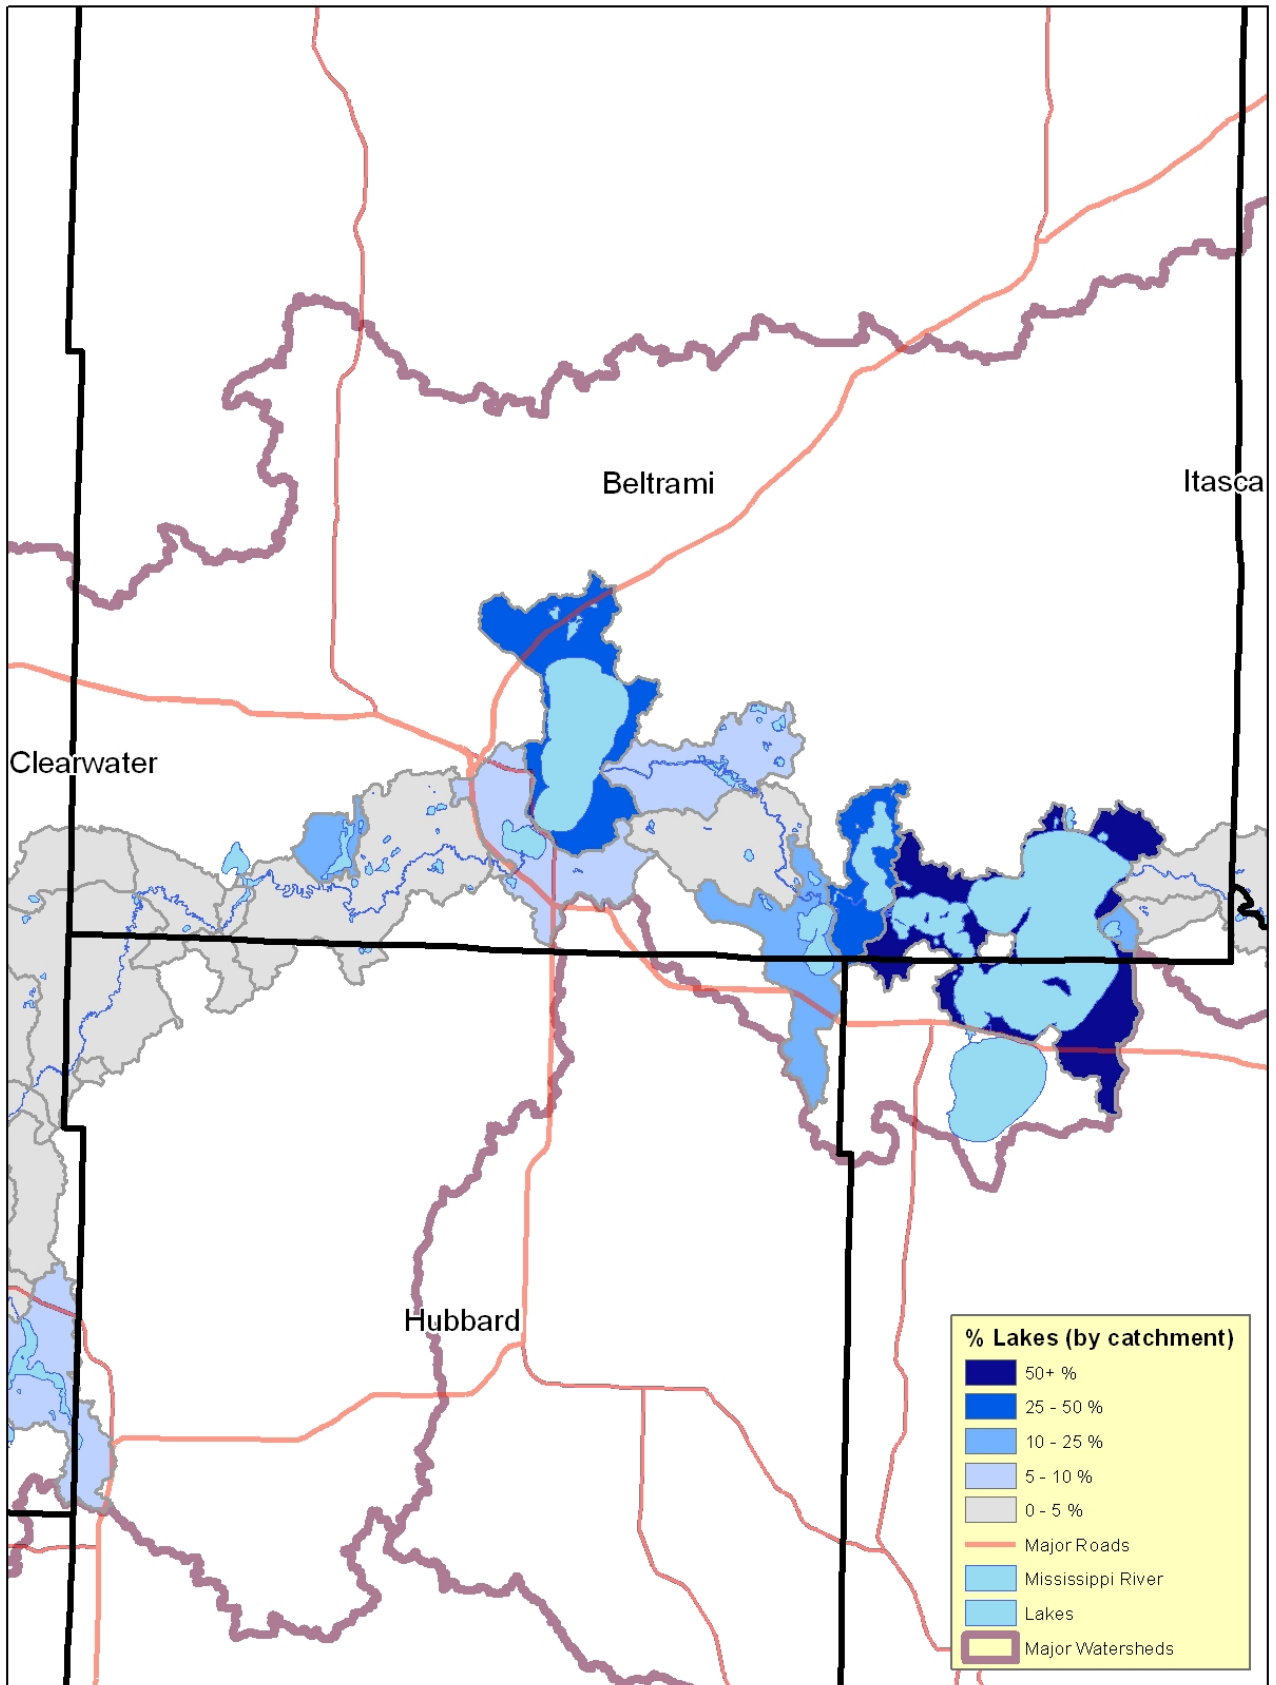 Beltrami
Itasca
Clearwater
Hubbard
% Lakes (by catchment)
50+ %
25 - 50 %
10 - 25 %
5 - 10 %
0 - 5 %
Major Roads
Mississippi River
Lakes
Major Watersheds